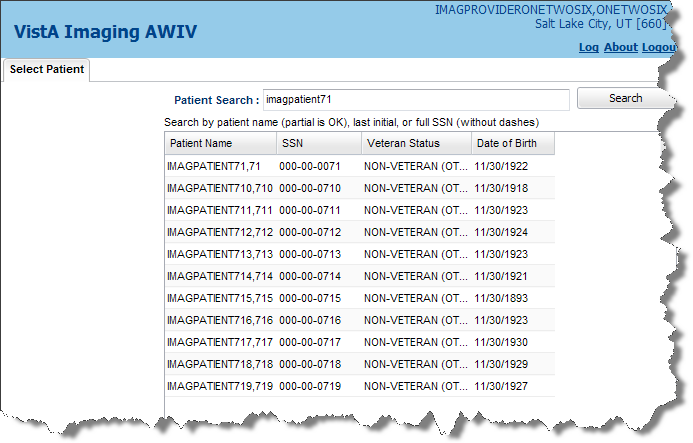 IMAGPROVIDERONETWOSIX,ONETWOSIX
VistA Imaging AWIV
Salt Lake City, UT [660]
Log About Logou
Select Patient
Patient Search : imagpatient71 Search
Search by patient name (partial is OK), last initial, or full SSN (without dashes)
Patient Name SSN Veteran Status Date of Birth
IMAGPATIENT71,71 000-00-0071 NON-VETERAN (OT... 11/30/1922
IMAGPATIENT710,710 000-00-0710 NON-VETERAN (OT... 11/30/1918
IMAGPATIENT711,711 000-00-0711 NON-VETERAN (OT... 11/30/1923
IMAGPATIENT712,712 000-00-0712 NON-VETERAN (OT... 11/30/1924
IMAGPATIENT713,713 000-00-0713 NON-VETERAN (OT... 11/30/1923
IMAGPATIENT714,714 000-00-0714 NON-VETERAN (OT... 11/30/1921
IMAGPATIENT715,715 000-00-0715 NON-VETERAN (OT... 11/30/1893
IMAGPATIENT716,716 000-00-0716 NON-VETERAN (OT... 11/30/1923
IMAGPATIENT717,717 000-00-0717 NON-VETERAN (OT... 11/30/1930
IMAGPATIENT718,718 000-00-0718 NON-VETERAN (OT... 11/30/1929
IMAGPATIENT719,719 000-00-0719 NON-VETERAN (OT... 11/30/1927